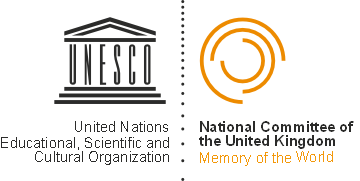 UNESCO
United Nations
Educational, Scientific and
Cultural Organization
National Committee of
the United Kingdom
Memory of the World